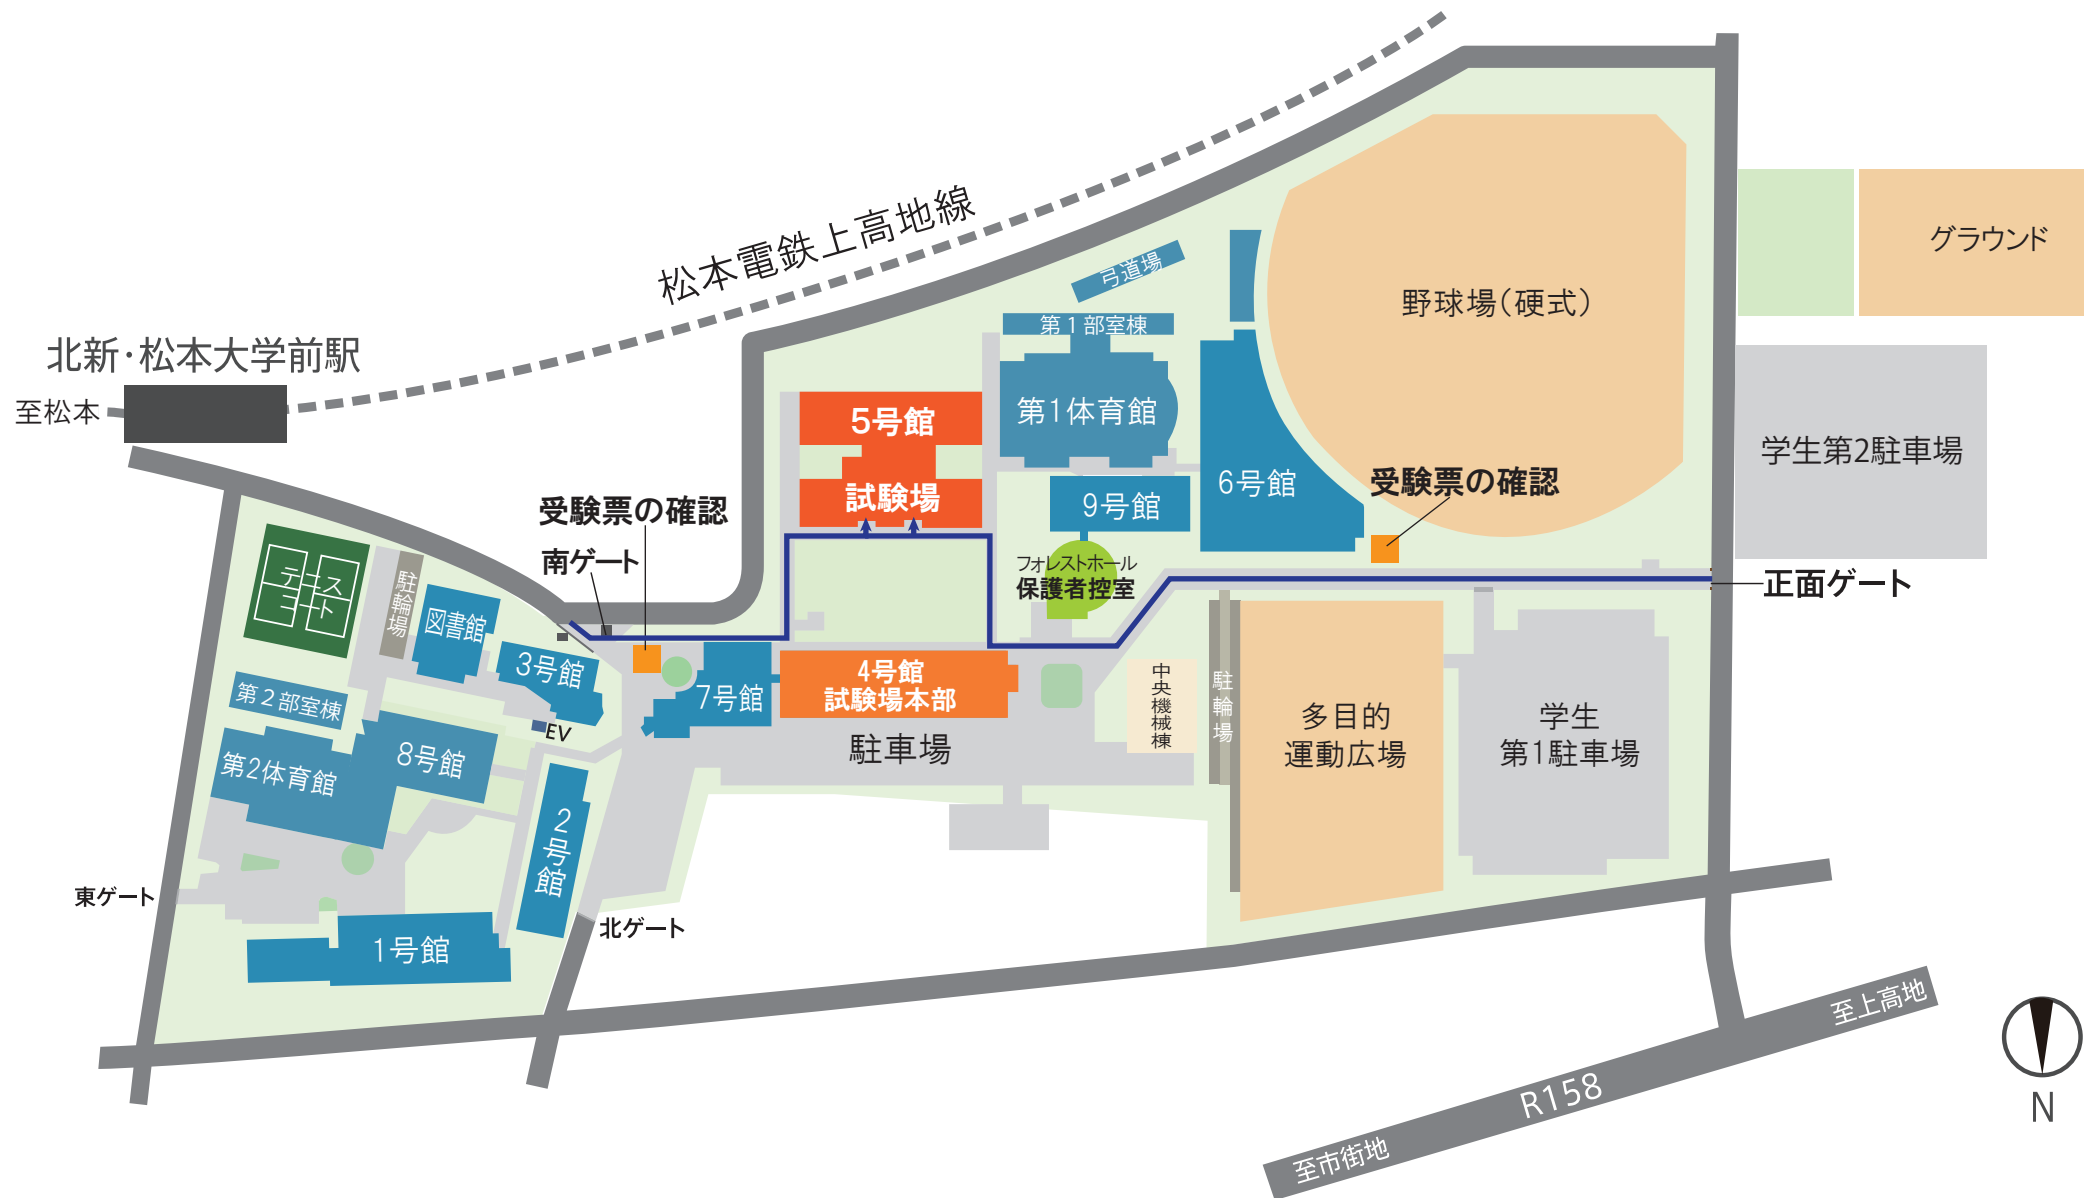 松本電鉄上高地線
北新・松本大学前駅
至松本
グラウンド
野球場(硬式)
弓道場
第1部室棟
第1体育館
5号館
試験場
6号館
9号館
学生第2駐車場
受験票の確認
受験票の確認
南ゲート
フォレストホール
保護者控室
正面ゲート
テニス
コート
駐輪場
図書館
3号館
7号館
4号館
試験場本部
中央機械棟
駐輪場
多目的
運動広場
学生
第1駐車場
第2部室棟
EV
駐車場
8号館
第2体育館
2号館
東ゲート
北ゲート
1号館
至上高地
R158
至市街地
N